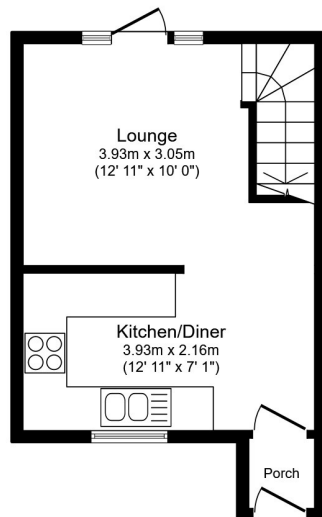 Lounge
3.93m x 3.05m
(12' 11" x 10' 0")
Kitchen/Diner
3.93m x 2.16m
(12' 11" x 7' 1")
Porch